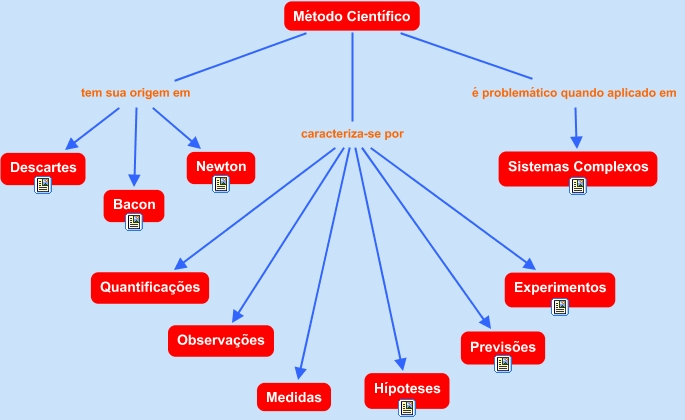 Método Científico
tem sua origem em
é problemático quando aplicado em
caracteriza-se por
Descartes
Newton
Sistemas Complexos
Bacon
Quantificações
Experimentos
Observações
Previsões
Medidas
Hípoteses